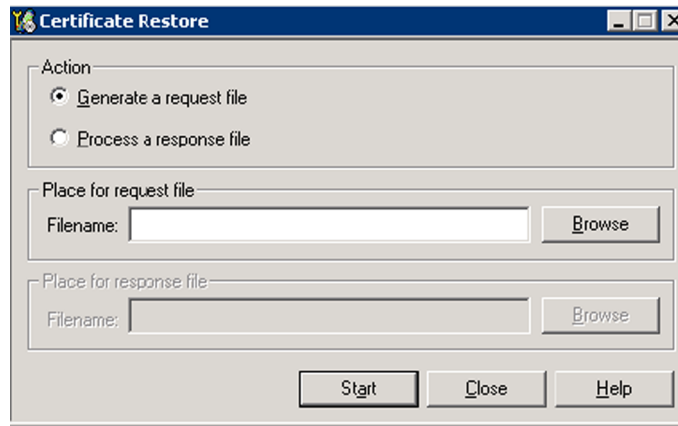 Certificate Restore
Action
Generate a request file
Process a response file
Place for request file
Filename:
Browse
Place for response file
Filename:
Browse
Start
Close
Help